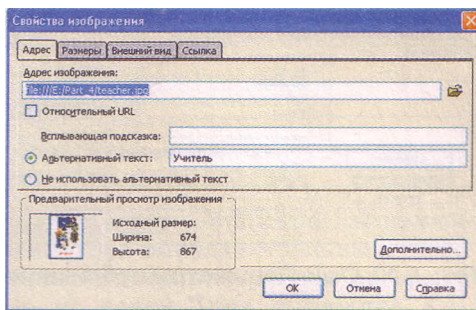 Свойства изображения
Адрес Размеры Внешний вид Ссылка
Адрес изображения:
file:///E:/Part_4/teacher.jpg
Относительный URL
Всплывающая подсказка:
Альтернативный текст: Учитель
Не использовать альтернативный текст
Предварительный просмотр изображения
Исходный размер:
Ширина: 674
Высота: 867
Дополнительно...
ОК Отмена Справка